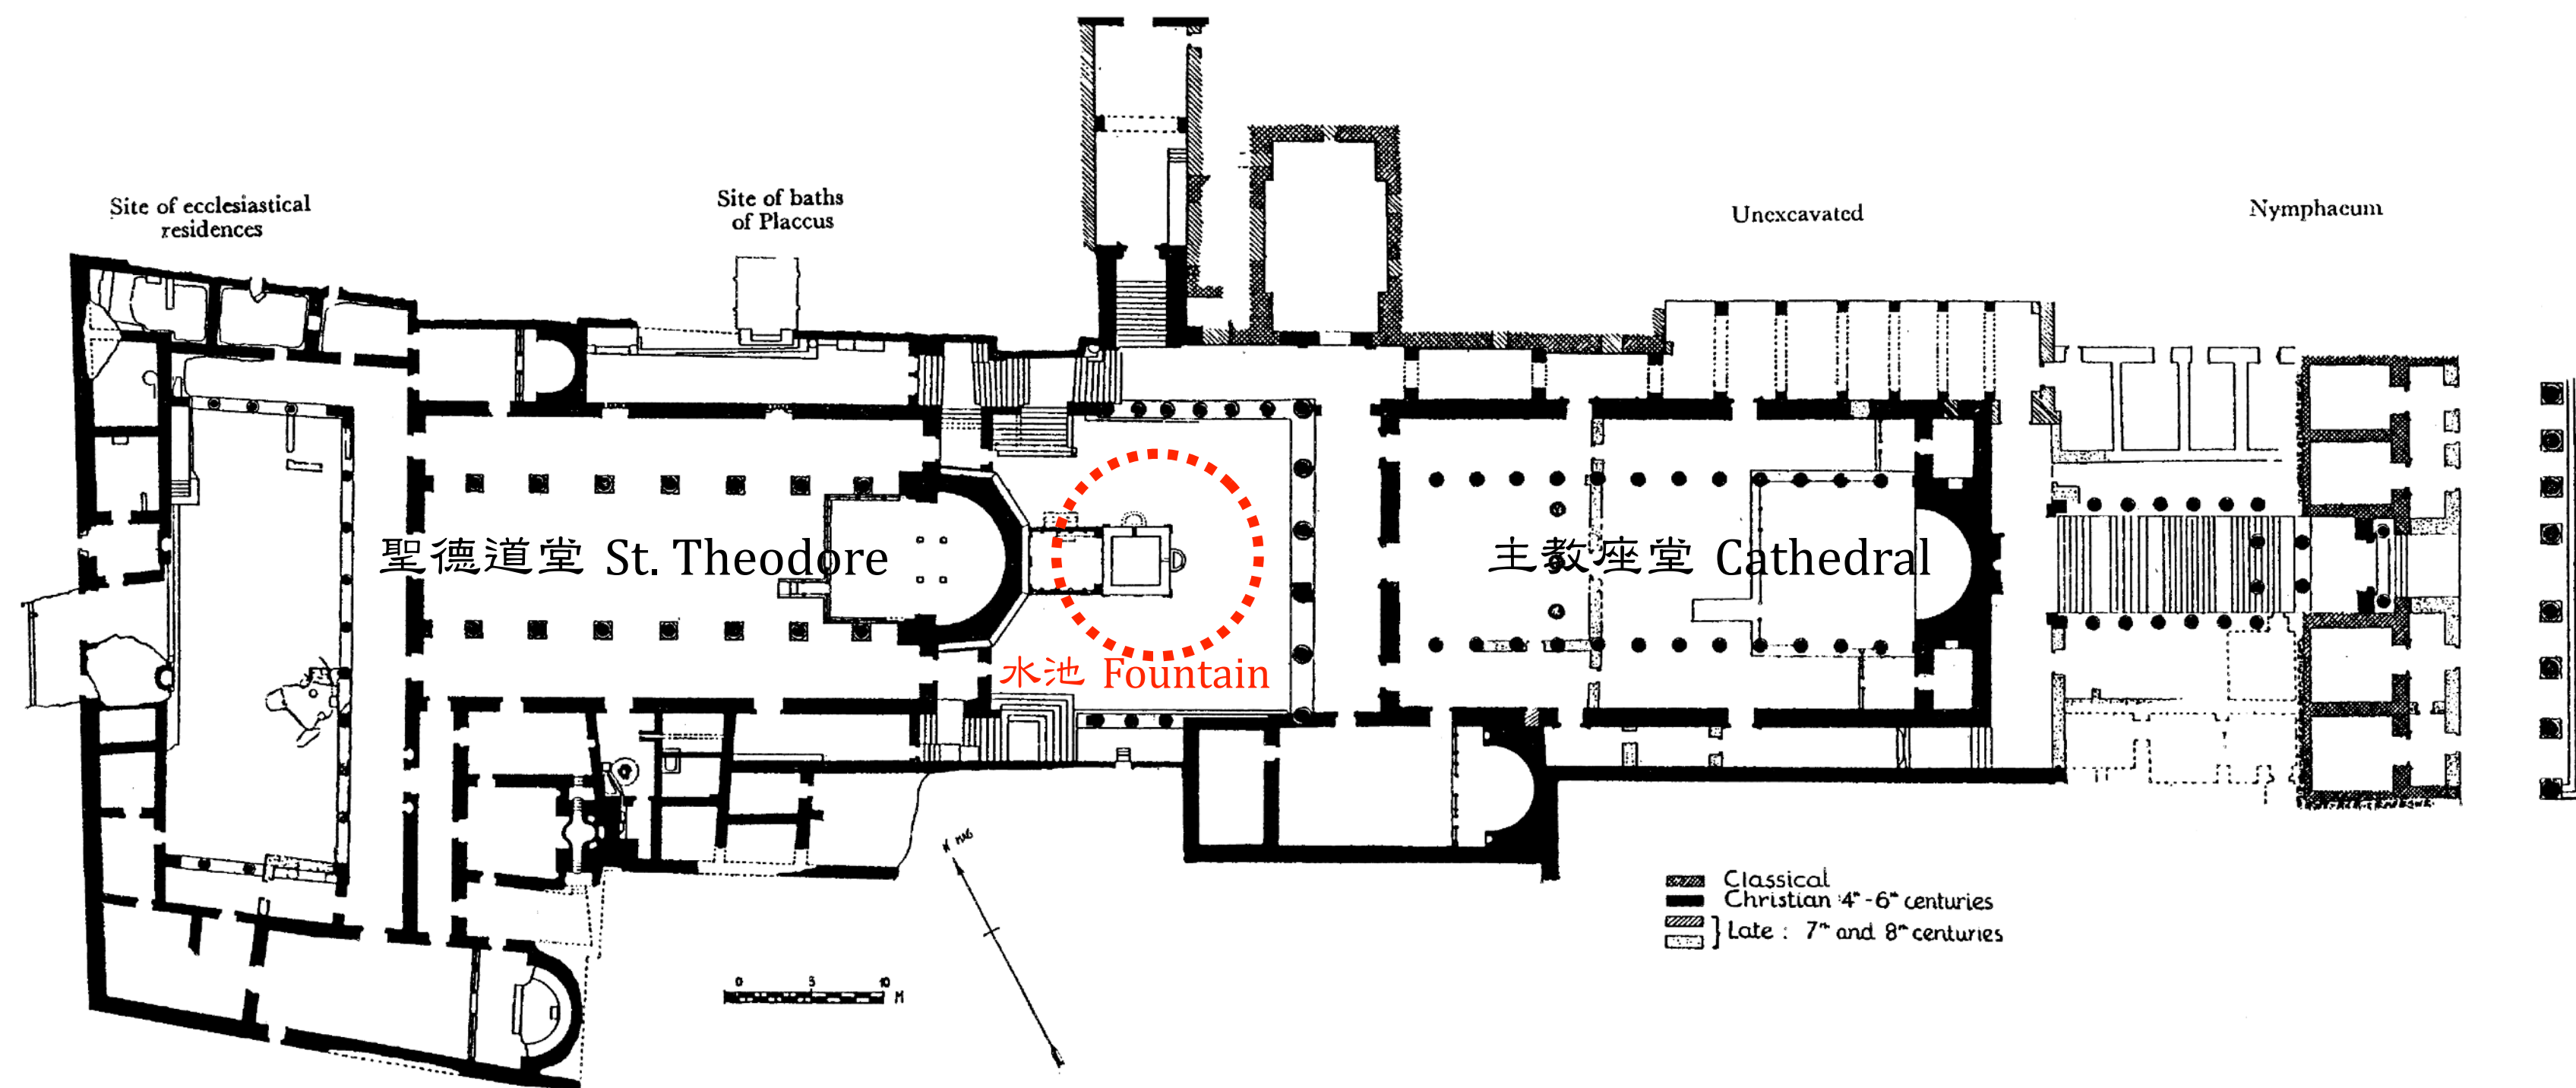 Site of ecclesiastical
residences
Site of baths
of Placcus
Unexcavated
Nymphaeum
聖德道堂 St. Theodore
主教座堂 Cathedral
水池 Fountain
N MAG
Classical
Christian 4th - 6th centuries
Late : 7th and 8th centuries
0 5 10 M